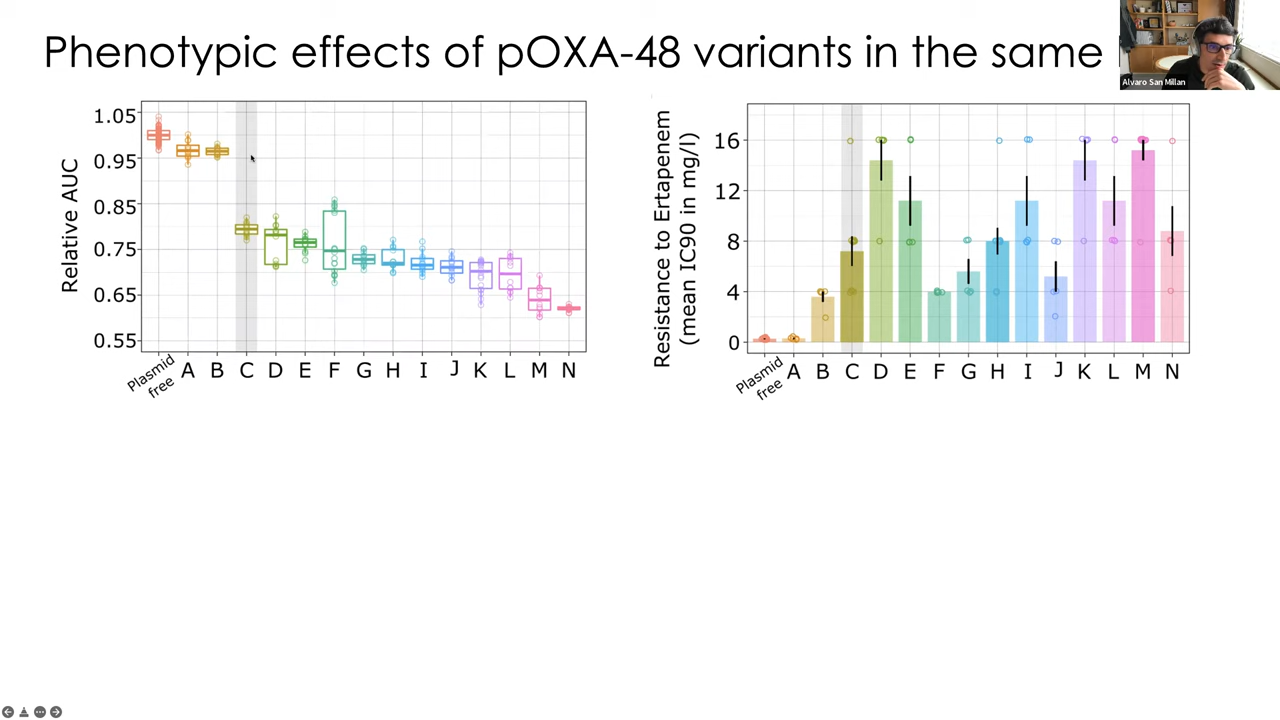 Phenotypic effects of pOXA-48 variants in the same
Alvaro San Millan
Relative AUC
1.05
0.95
0.85
0.75
0.65
0.55
Plasmid free
A B C D E F G H I J K L M N
Resistance to Ertapenem
(mean IC90 in mg/l)
16
12
8
4
0
Plasmid free
A B C D E F G H I J K L M N